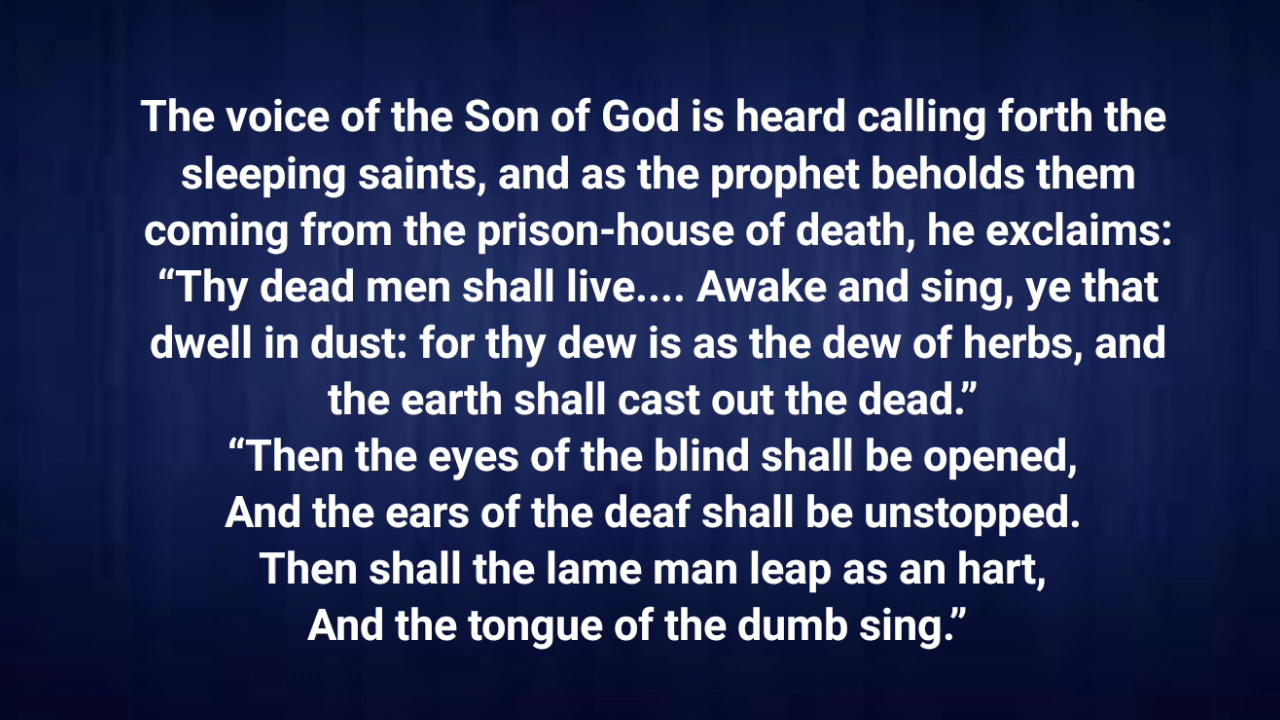 The voice of the Son of God is heard calling forth the
sleeping saints, and as the prophet beholds them
coming from the prison-house of death, he exclaims:
“Thy dead men shall live.... Awake and sing, ye that
dwell in dust: for thy dew is as the dew of herbs, and
the earth shall cast out the dead.”
“Then the eyes of the blind shall be opened,
And the ears of the deaf shall be unstopped.
Then shall the lame man leap as an hart,
And the tongue of the dumb sing.”